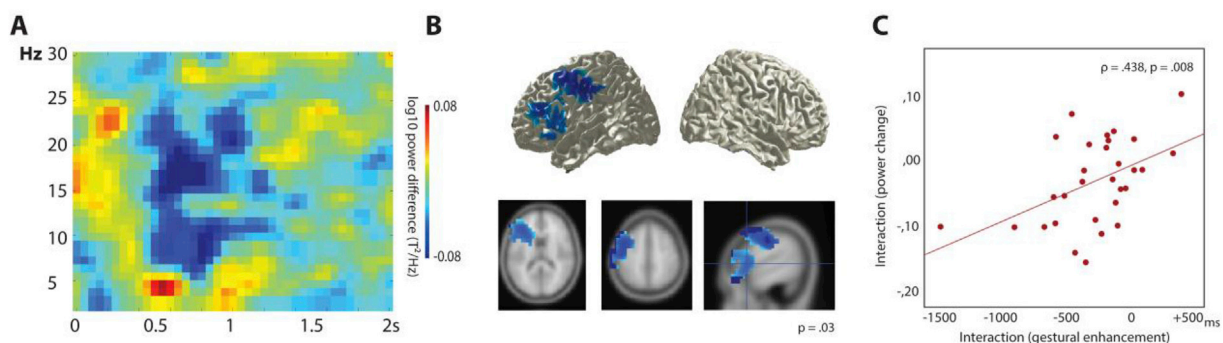 A
Hz
30
25
20
15
10
5
0
0.5
1
1.5
2s
0.08
log10 power difference (T²/Hz)
-0.08
B
p = .03
C
ρ = .438, p = .008
Interaction (power change)
,10
,00
-,10
-,20
-1500
-1000
-500
0
+500
ms
Interaction (gestural enhancement)